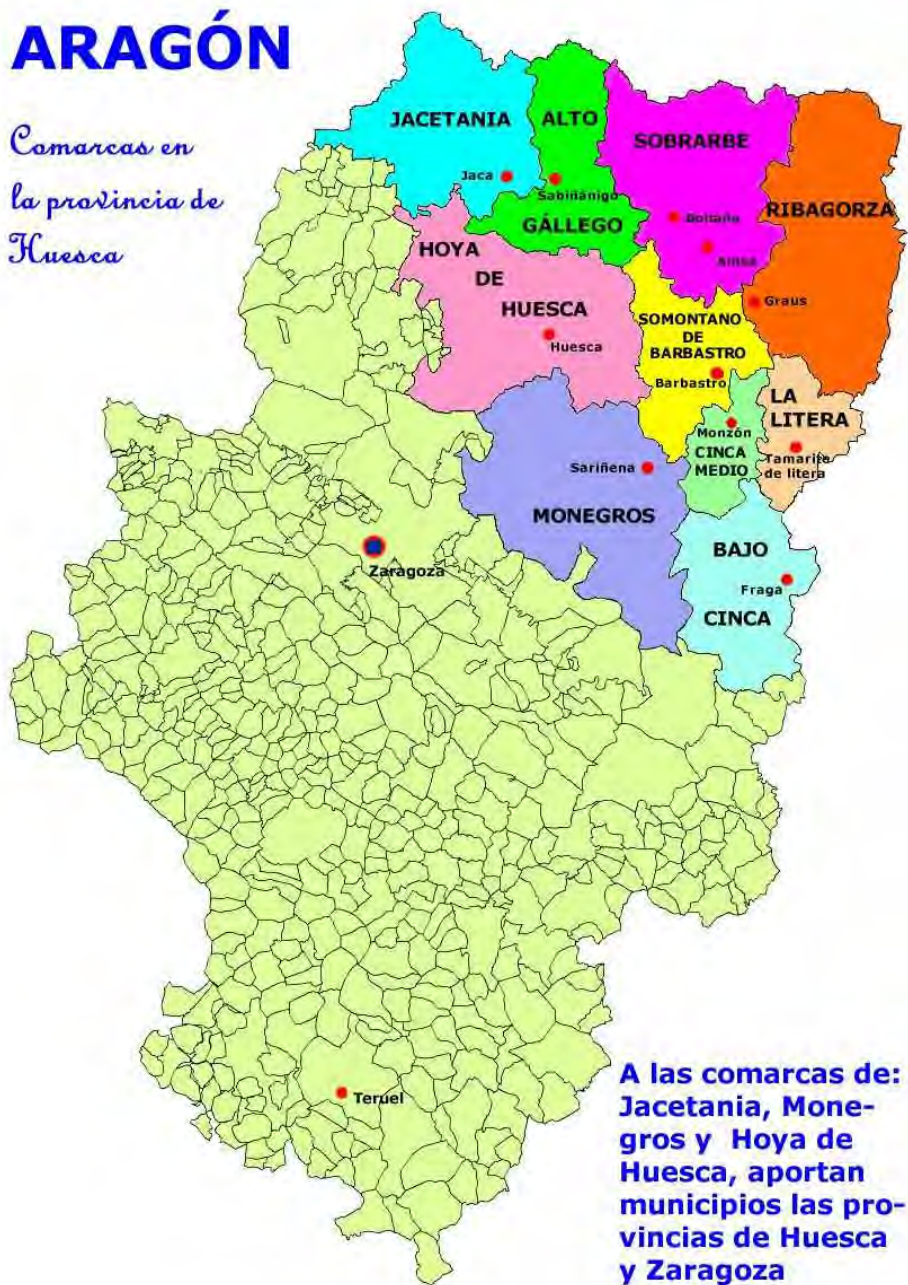 ARAGÓN
Comarcas en
la provincia de
Huesca
JACETANIA
Jaca
ALTO
Sabiñánigo
GÁLLEGO
SOBRARBE
Boltaña
Ainsa
RIBAGORZA
Graus
HOYA
DE
HUESCA
Huesca
SOMONTANO
DE
BARBASTRO
Barbastro
LA
LITERA
Tamarite
de litera
Monzón
CINCA
MEDIO
Sariñena
MONEGROS
BAJO
Fraga
CINCA
Zaragoza
Teruel
A las comarcas de:
Jacetania, Mone-
gros y Hoya de
Huesca, aportan
municipios las pro-
vincias de Huesca
y Zaragoza